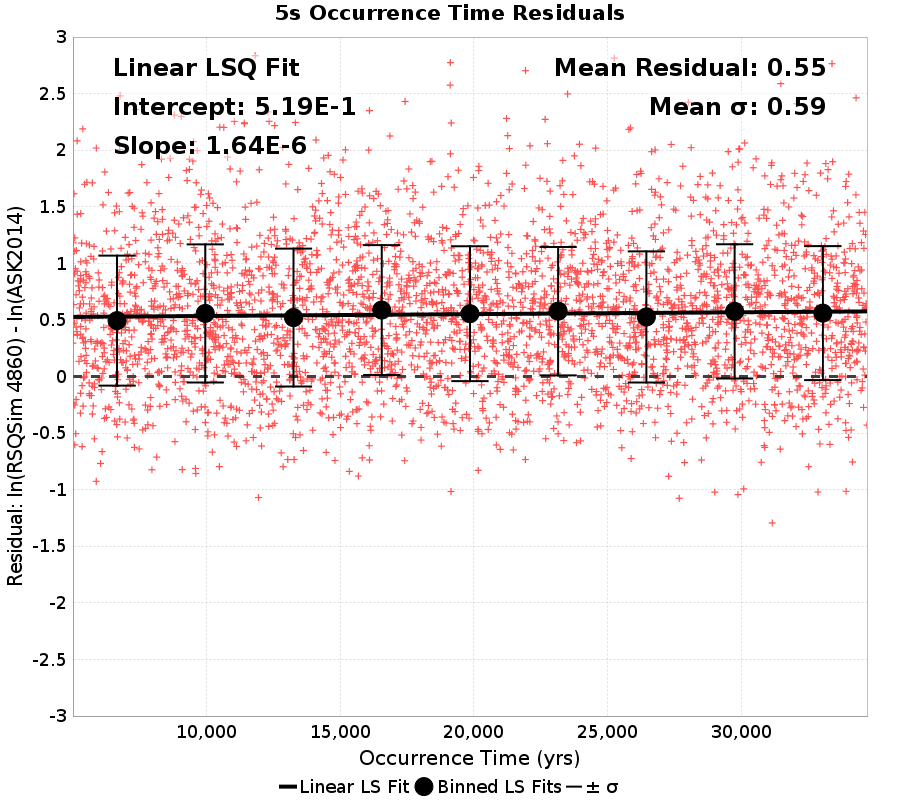 5s Occurrence Time Residuals
Linear LSQ Fit
Intercept: 5.19E-1
Slope: 1.64E-6
Mean Residual: 0.55
Mean σ: 0.59
Residual: ln(RSQSim 4860) - ln(ASK2014)
3
2.5
2
1.5
1
0.5
0
-0.5
-1
-1.5
-2
-2.5
-3
10,000 15,000 20,000 25,000 30,000
Occurrence Time (yrs)
Linear LS Fit Binned LS Fits ± σ